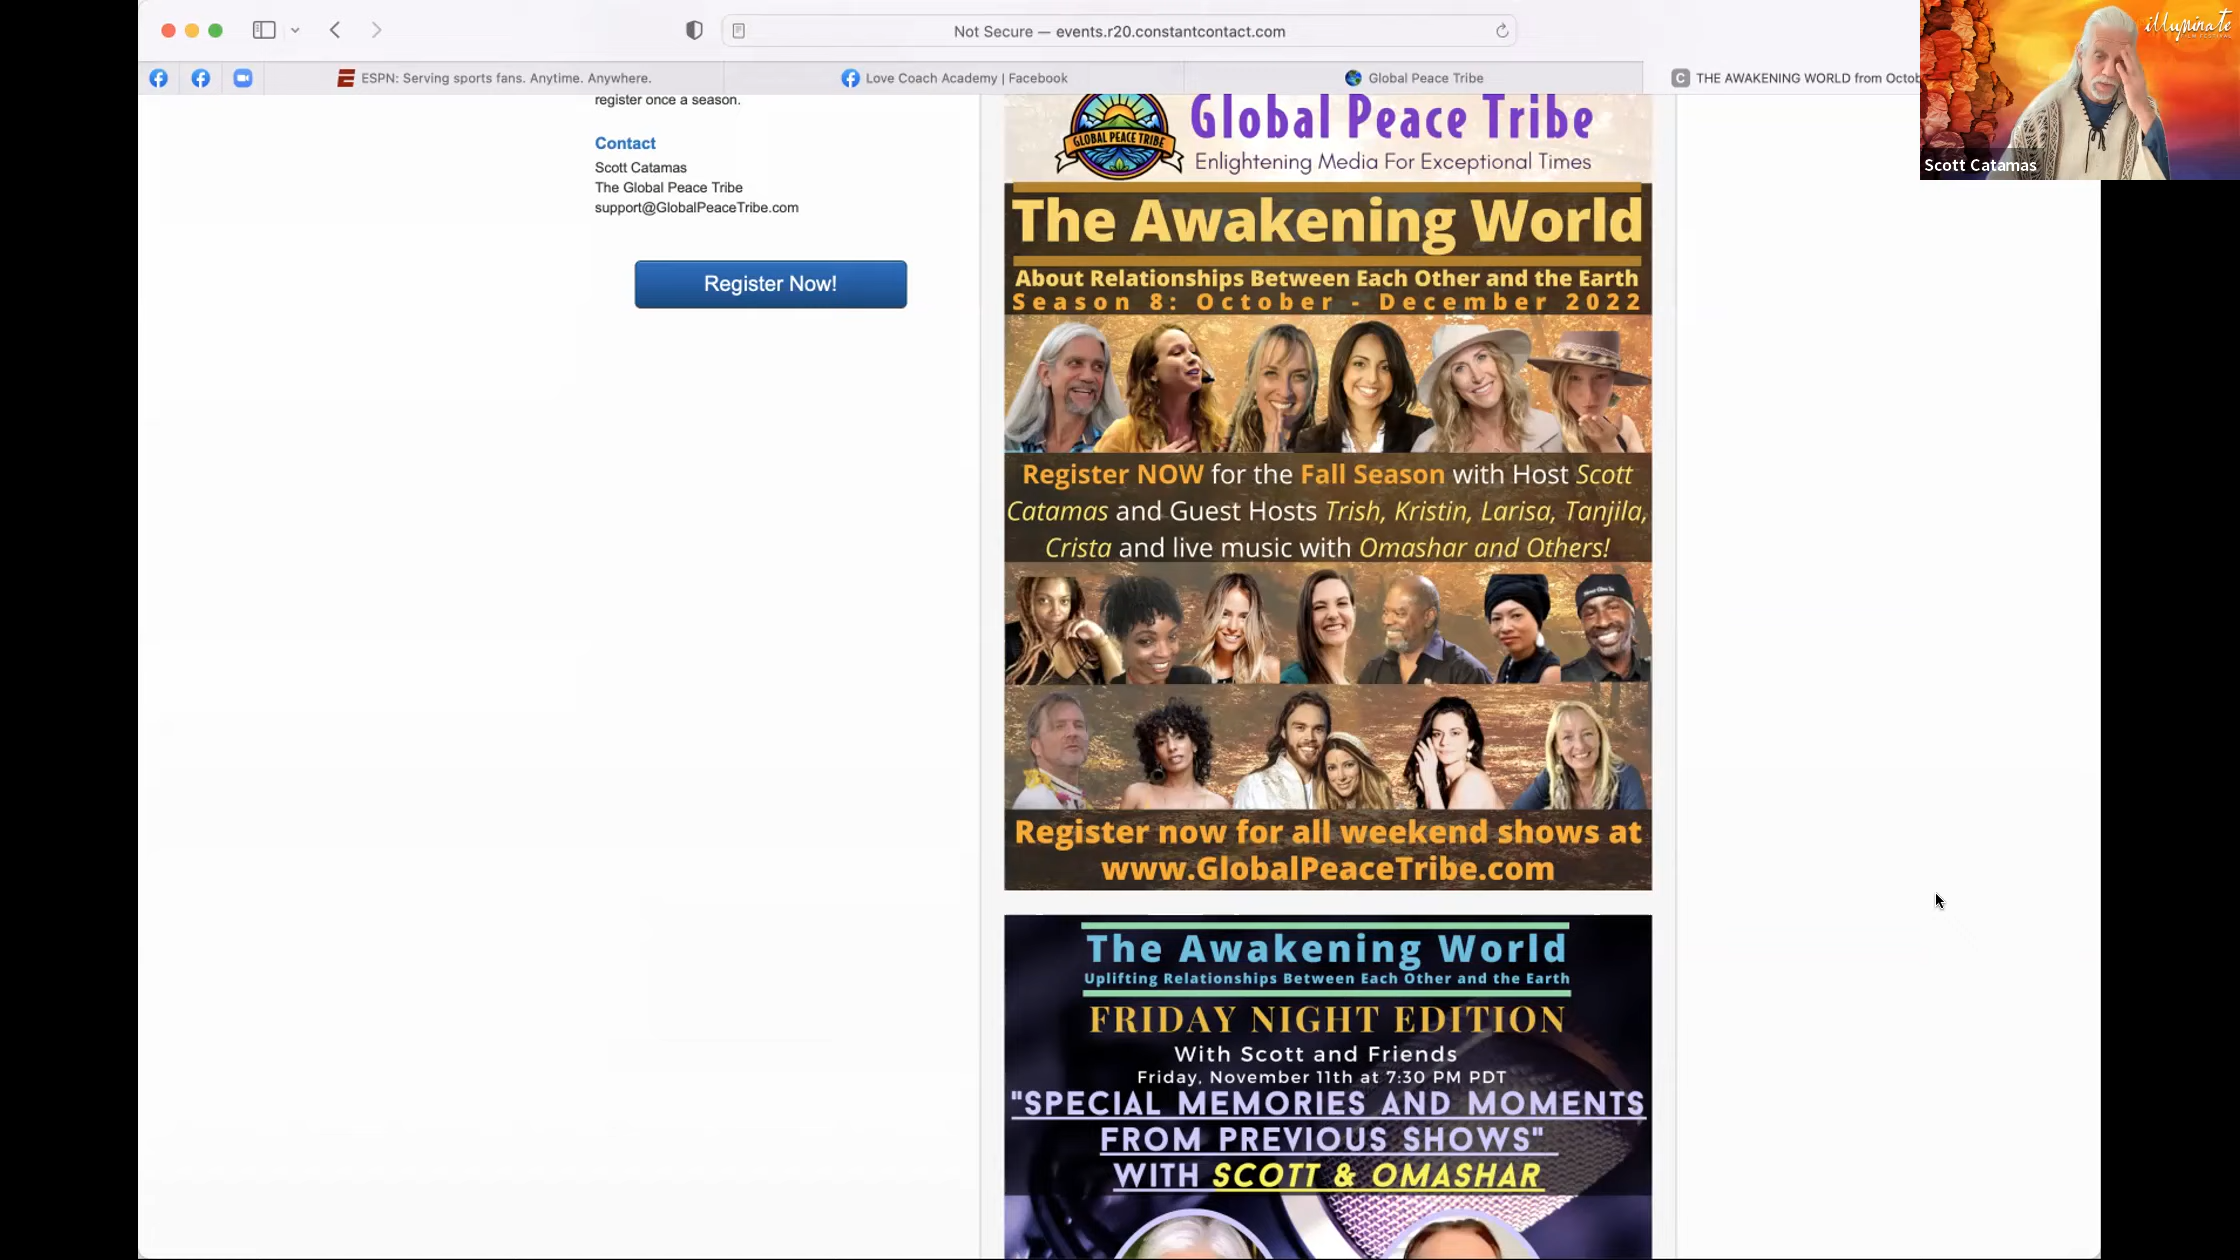 Not Secure — events.r20.constantcontact.com
ESPN: Serving sports fans. Anytime. Anywhere.
Love Coach Academy | Facebook
Global Peace Tribe
C THE AWAKENING WORLD from Octob
illuminate
FILM FESTIVAL
Scott Catamas
register once a season.
Contact
Scott Catamas
The Global Peace Tribe
support@GlobalPeaceTribe.com
Register Now!
GLOBAL PEACE TRIBE
Global Peace Tribe
Enlightening Media For Exceptional Times
The Awakening World
About Relationships Between Each Other and the Earth
Season 8: October - December 2022
Register NOW for the Fall Season with Host Scott
Catamas and Guest Hosts Trish, Kristin, Larisa, Tanjila,
Crista and live music with Omashar and Others!
Register now for all weekend shows at
www.GlobalPeaceTribe.com
The Awakening World
Uplifting Relationships Between Each Other and the Earth
FRIDAY NIGHT EDITION
With Scott and Friends
Friday, November 11th at 7:30 PM PDT
"SPECIAL MEMORIES AND MOMENTS
FROM PREVIOUS SHOWS"
WITH SCOTT & OMASHAR